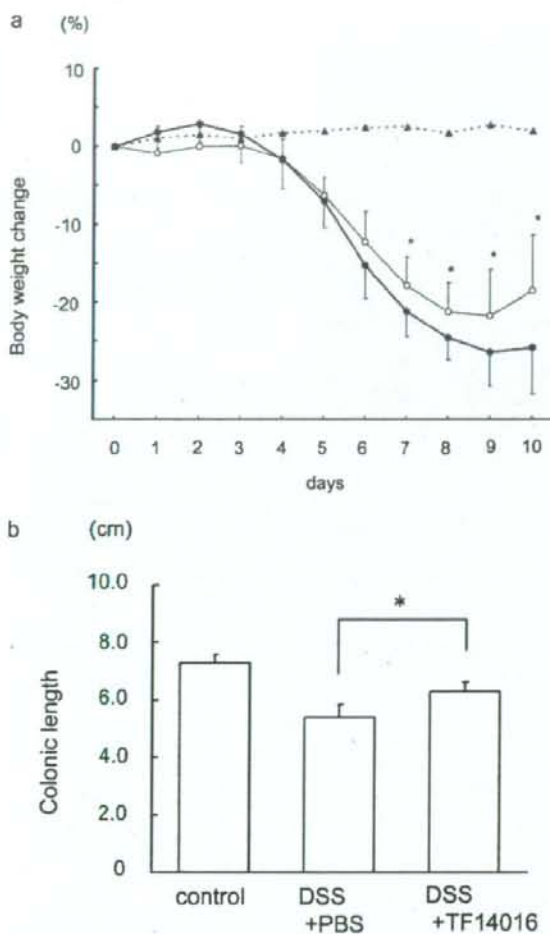 a (%)
10
0
-10
-20
-30
Body weight change
* * * *
0 1 2 3 4 5 6 7 8 9 10
days
b (cm)
10.0
8.0
6.0
4.0
2.0
0
Colonic length
*
control DSS DSS
+PBS +TF14016